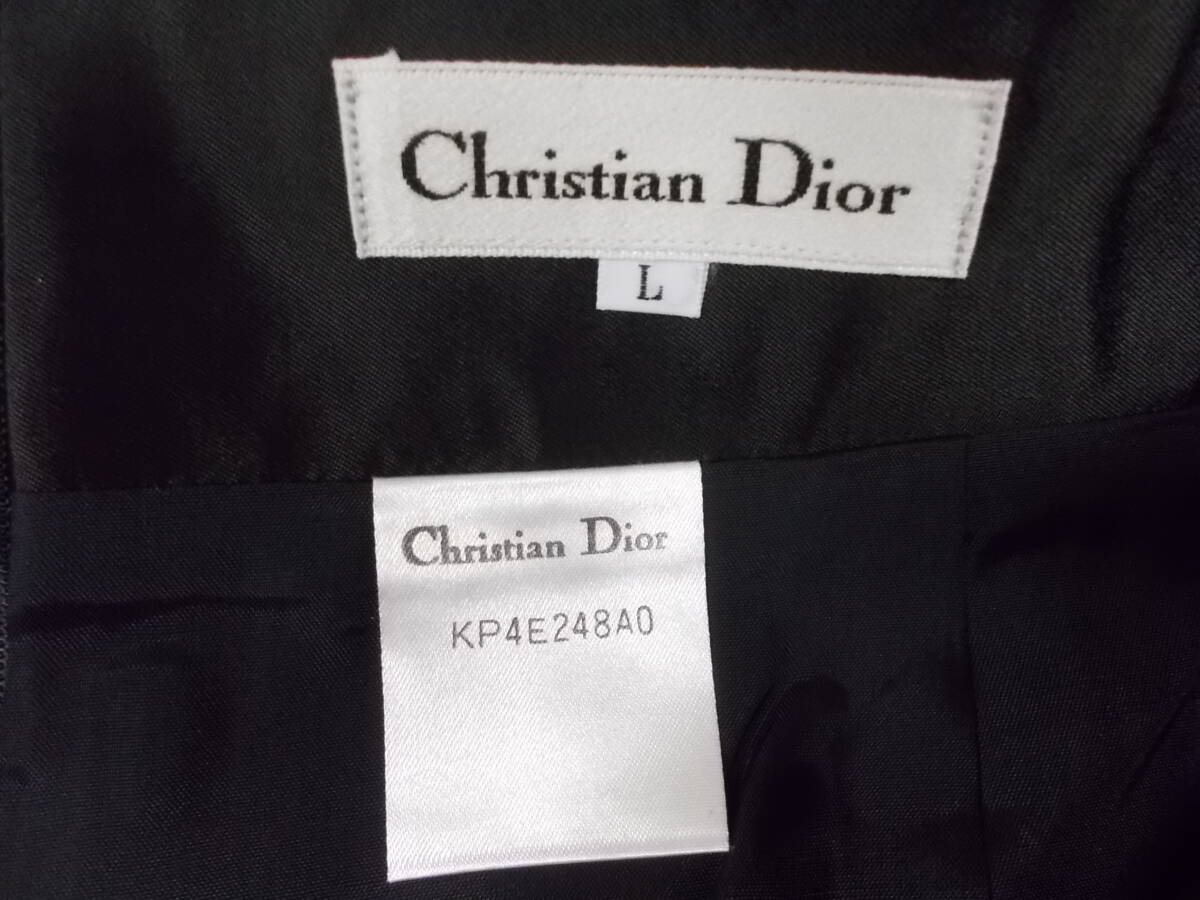 Christian Dior
L
Christian Dior
KP4E248A0